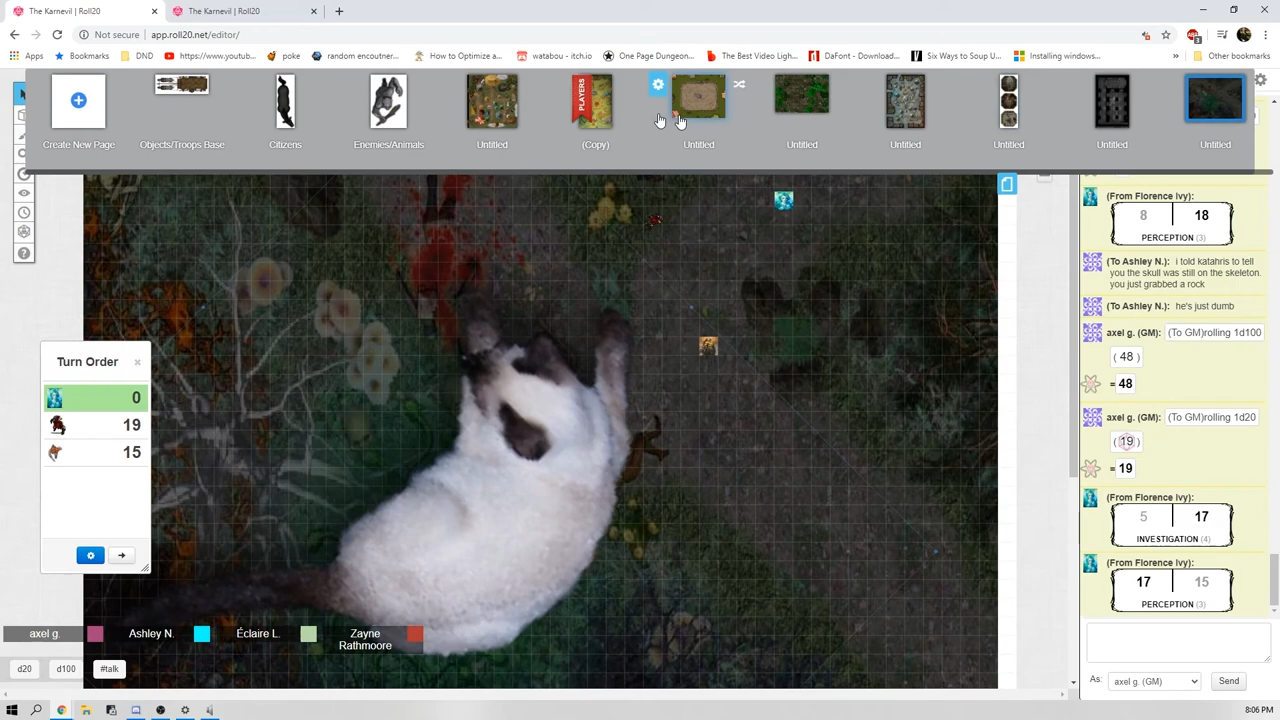 The Karnevil | Roll20
The Karnevil | Roll20
Not secure
app.roll20.net/editor/
Apps
Bookmarks
DND
https://www.youtub...
poke
random encoutner...
How to Optimize a...
watabou - itch.io
One Page Dungeon...
The Best Video Ligh...
DaFont - Download...
Six Ways to Soup U...
Installing windows...
Other bookmarks
PLAYERS
Create New Page
Objects/Troops Base
Citizens
Enemies/Animals
Untitled
(Copy)
Untitled
Untitled
Untitled
Untitled
Untitled
Untitled
Turn Order
0
19
15
axel g.
Ashley N.
Éclaire L.
Zayne
Rathmoore
d20
d100
#talk
(From Florence Ivy):
8 18
PERCEPTION (3)
(To Ashley N.): i told katahris to tell
you the skull was still on the skeleton.
you just grabbed a rock
(To Ashley N.): he's just dumb
axel g. (GM): (To GM)rolling 1d100
(48)
=48
axel g. (GM): (To GM)rolling 1d20
(19)
=19
(From Florence Ivy):
5 17
INVESTIGATION (4)
(From Florence Ivy):
17 15
PERCEPTION (3)
As:
axel g. (GM)
Send
8:06 PM